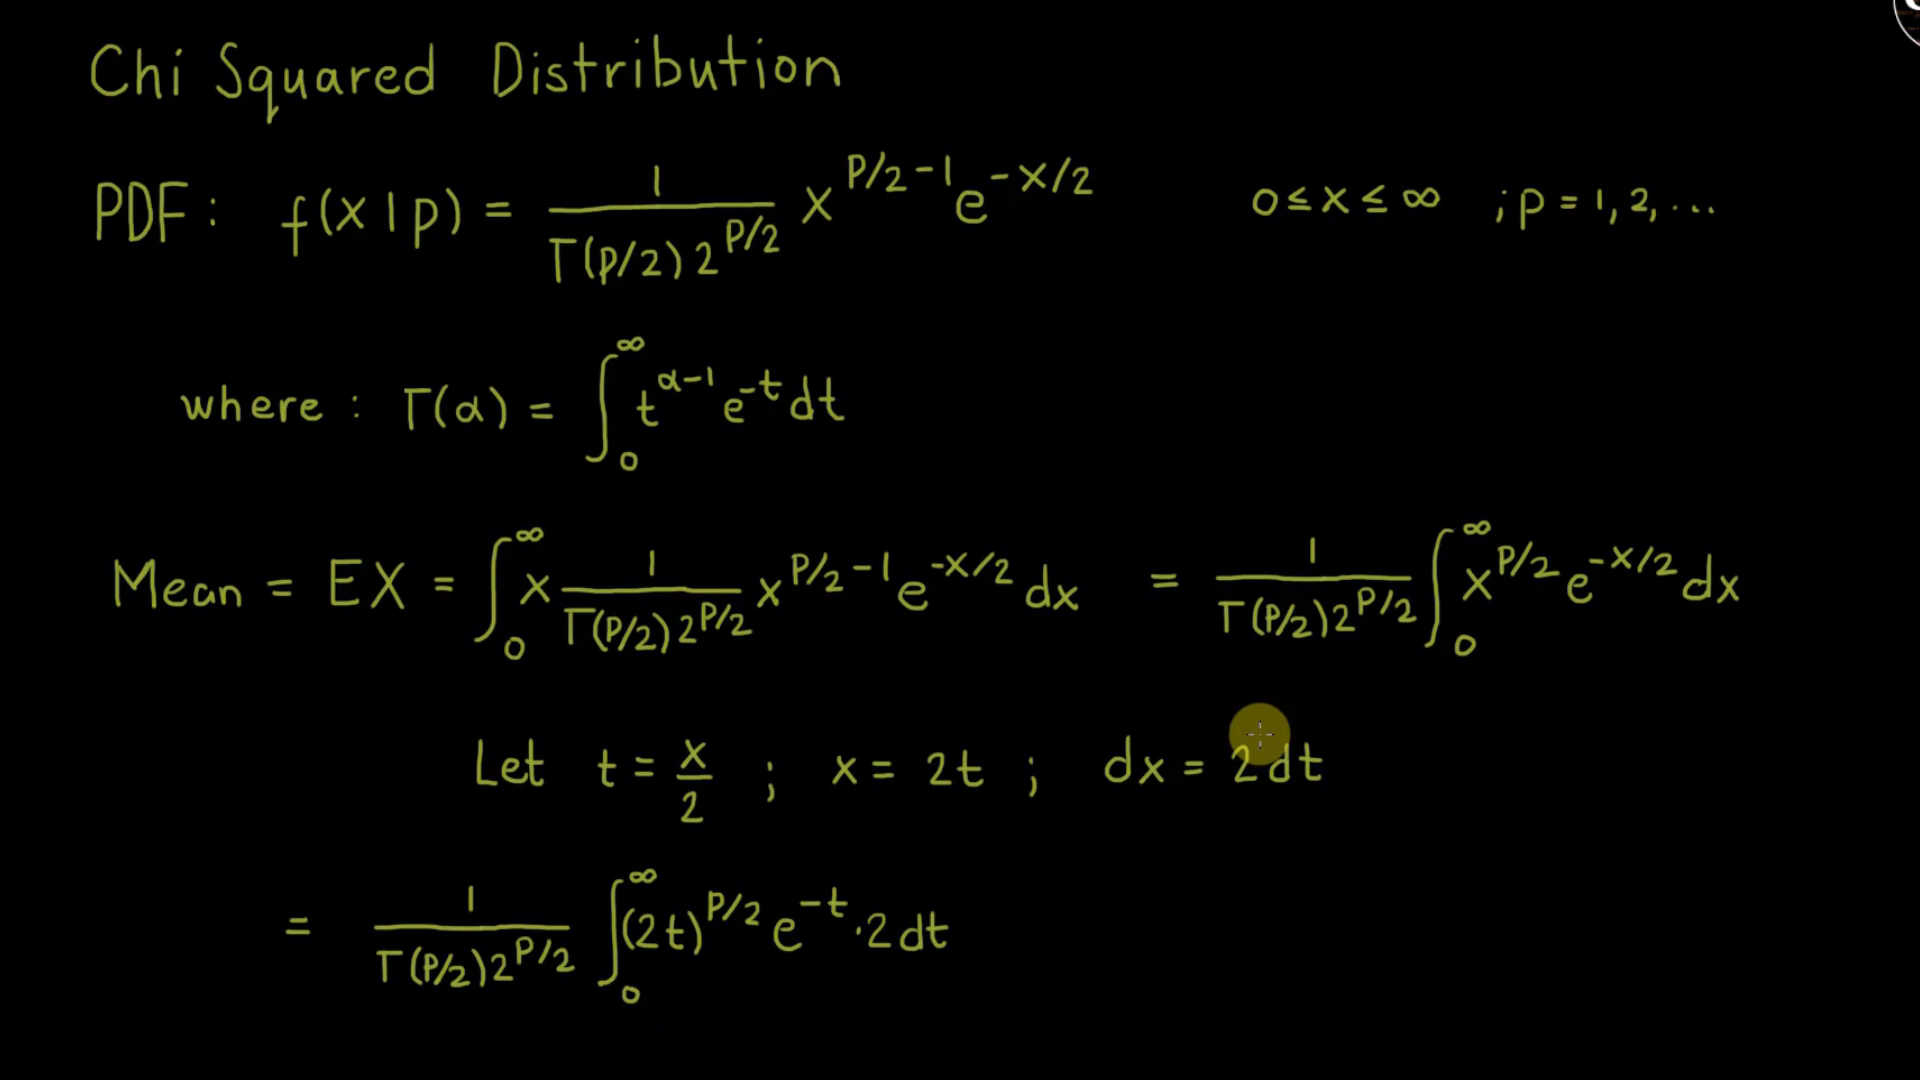 Chi Squared Distribution
PDF: f(x|p) = 1/(Γ(p/2) 2^(p/2)) x^(p/2-1) e^(-x/2) 0 ≤ x ≤ ∞ ; p = 1, 2, ...
where : Γ(α) = ∫_0^∞ t^(α-1) e^(-t) dt
Mean = EX = ∫_0^∞ x 1/(Γ(p/2) 2^(p/2)) x^(p/2-1) e^(-x/2) dx = 1/(Γ(p/2) 2^(p/2)) ∫_0^∞ x^(p/2) e^(-x/2) dx
Let t = x/2 ; x = 2t ; dx = 2dt
= 1/(Γ(p/2) 2^(p/2)) ∫_0^∞ (2t)^(p/2) e^(-t) · 2dt